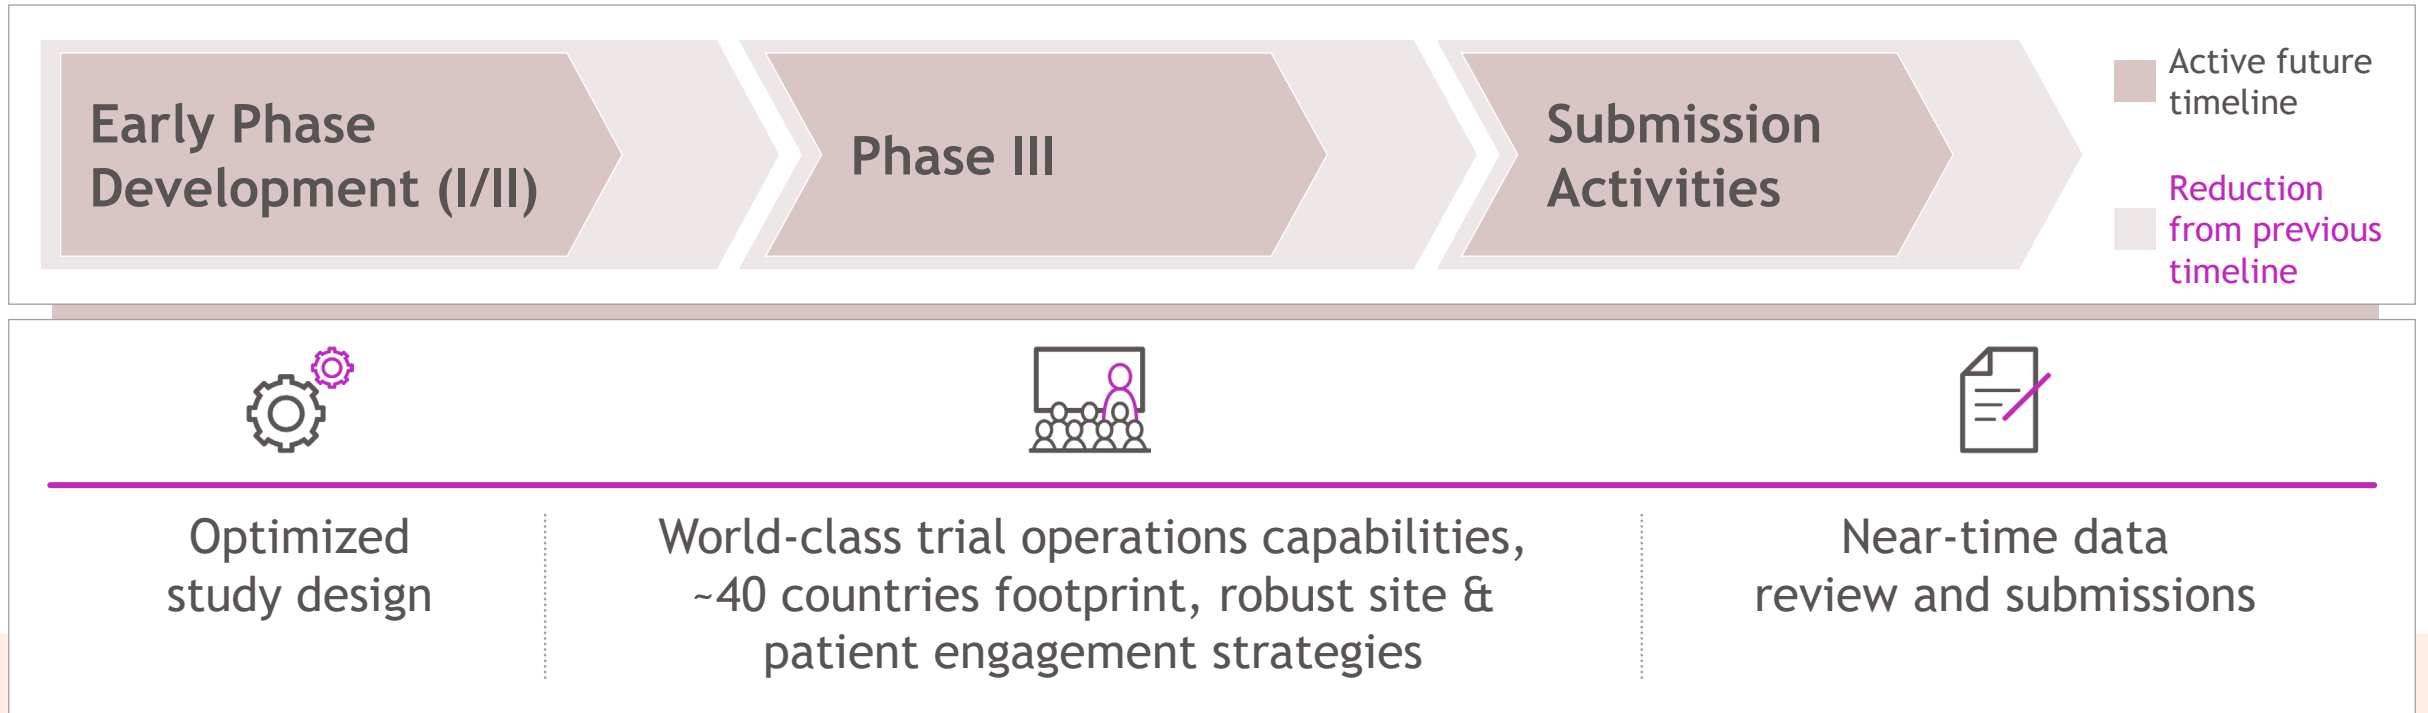 Early Phase
Development (I/II)
Phase III
Submission
Activities
Active future
timeline
Reduction
from previous
timeline
Optimized
study design
World-class trial operations capabilities,
~40 countries footprint, robust site &
patient engagement strategies
Near-time data
review and submissions